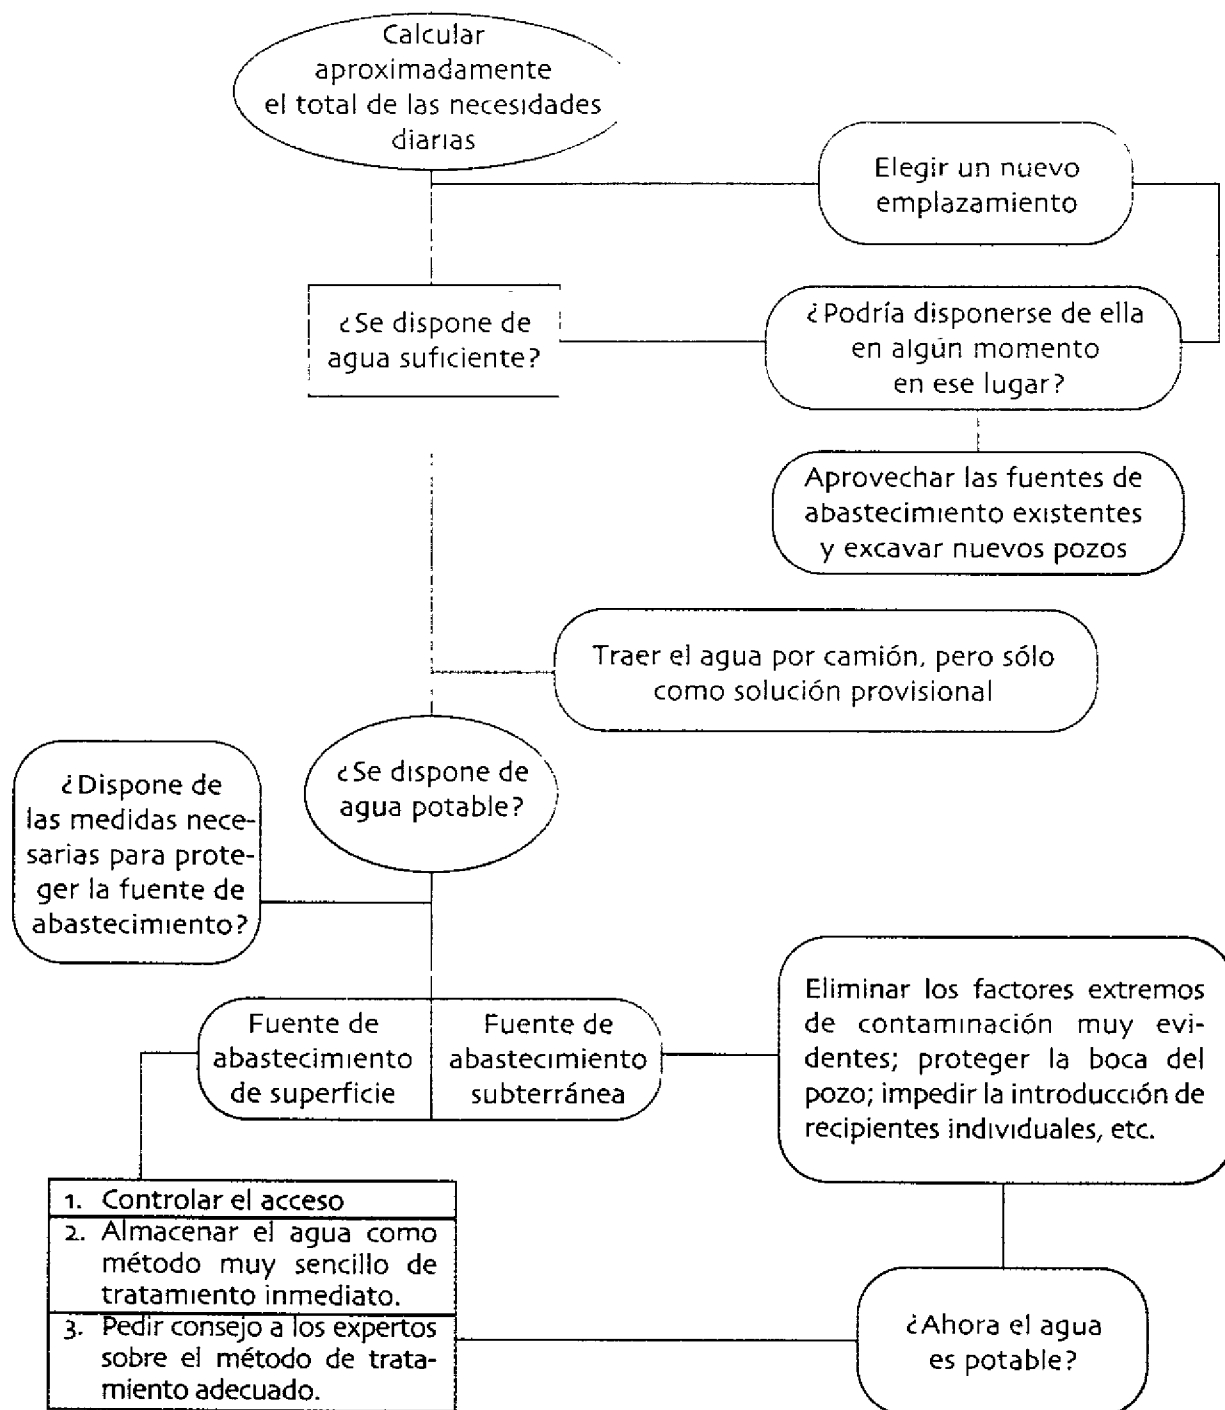 Calcular
aproximadamente
el total de las necesidades
diarias
Elegir un nuevo
emplazamiento
¿Se dispone de
agua suficiente?
¿Podría disponerse de ella
en algún momento
en ese lugar?
Aprovechar las fuentes de
abastecimiento existentes
y excavar nuevos pozos
Traer el agua por camión, pero sólo
como solución provisional
¿Se dispone de
agua potable?
¿Dispone de
las medidas nece-
sarias para prote-
ger la fuente de
abastecimiento?
Fuente de
abastecimiento
de superficie
Fuente de
abastecimiento
subterránea
Eliminar los factores extremos
de contaminación muy evi-
dentes; proteger la boca del
pozo; impedir la introducción de
recipientes individuales, etc.
1. Controlar el acceso
2. Almacenar el agua como
método muy sencillo de
tratamiento inmediato.
3. Pedir consejo a los expertos
sobre el método de trata-
miento adecuado.
¿Ahora el agua
es potable?